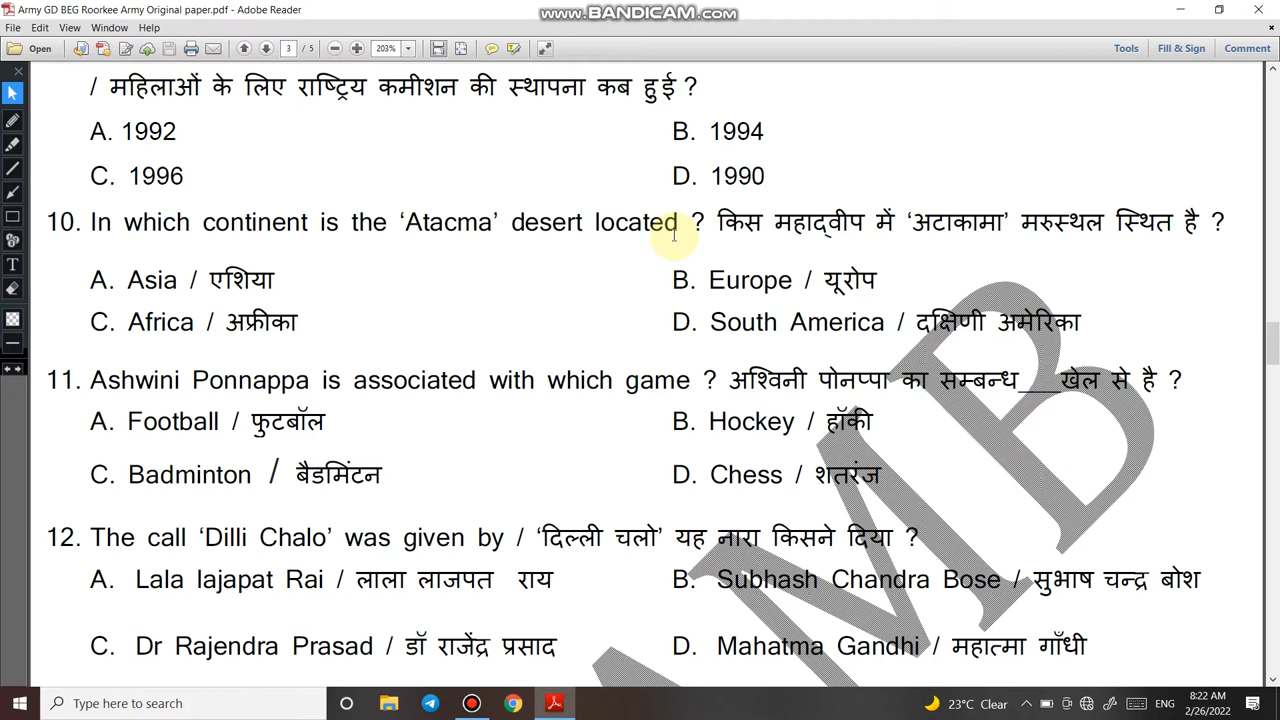 Army GD BEG Roorkee Army Original paper.pdf - Adobe Reader
www.BANDICAM.com
File Edit View Window Help
Open 3 / 5 203% Tools Fill & Sign Comment
/ महिलाओं के लिए राष्ट्रिय कमीशन की स्थापना कब हुई ?
A. 1992 B. 1994
C. 1996 D. 1990
10. In which continent is the ‘Atacma’ desert located ? किस महाद्वीप में ‘अटाकामा’ मरुस्थल स्थित है ?
A. Asia / एशिया B. Europe / यूरोप
C. Africa / अफ्रीका D. South America / दक्षिणी अमेरिका
11. Ashwini Ponnappa is associated with which game ? अश्विनी पोनप्पा का सम्बन्ध___खेल से है ?
A. Football / फुटबॉल B. Hockey / हॉकी
C. Badminton / बैडमिंटन D. Chess / शतरंज
12. The call ‘Dilli Chalo’ was given by / ‘दिल्ली चलो’ यह नारा किसने दिया ?
A. Lala lajapat Rai / लाला लाजपत राय B. Subhash Chandra Bose / सुभाष चन्द्र बोश
C. Dr Rajendra Prasad / डॉ राजेंद्र प्रसाद D. Mahatma Gandhi / महात्मा गाँधी
MB
Type here to search 23°C Clear ENG 8:22 AM
2/26/2022